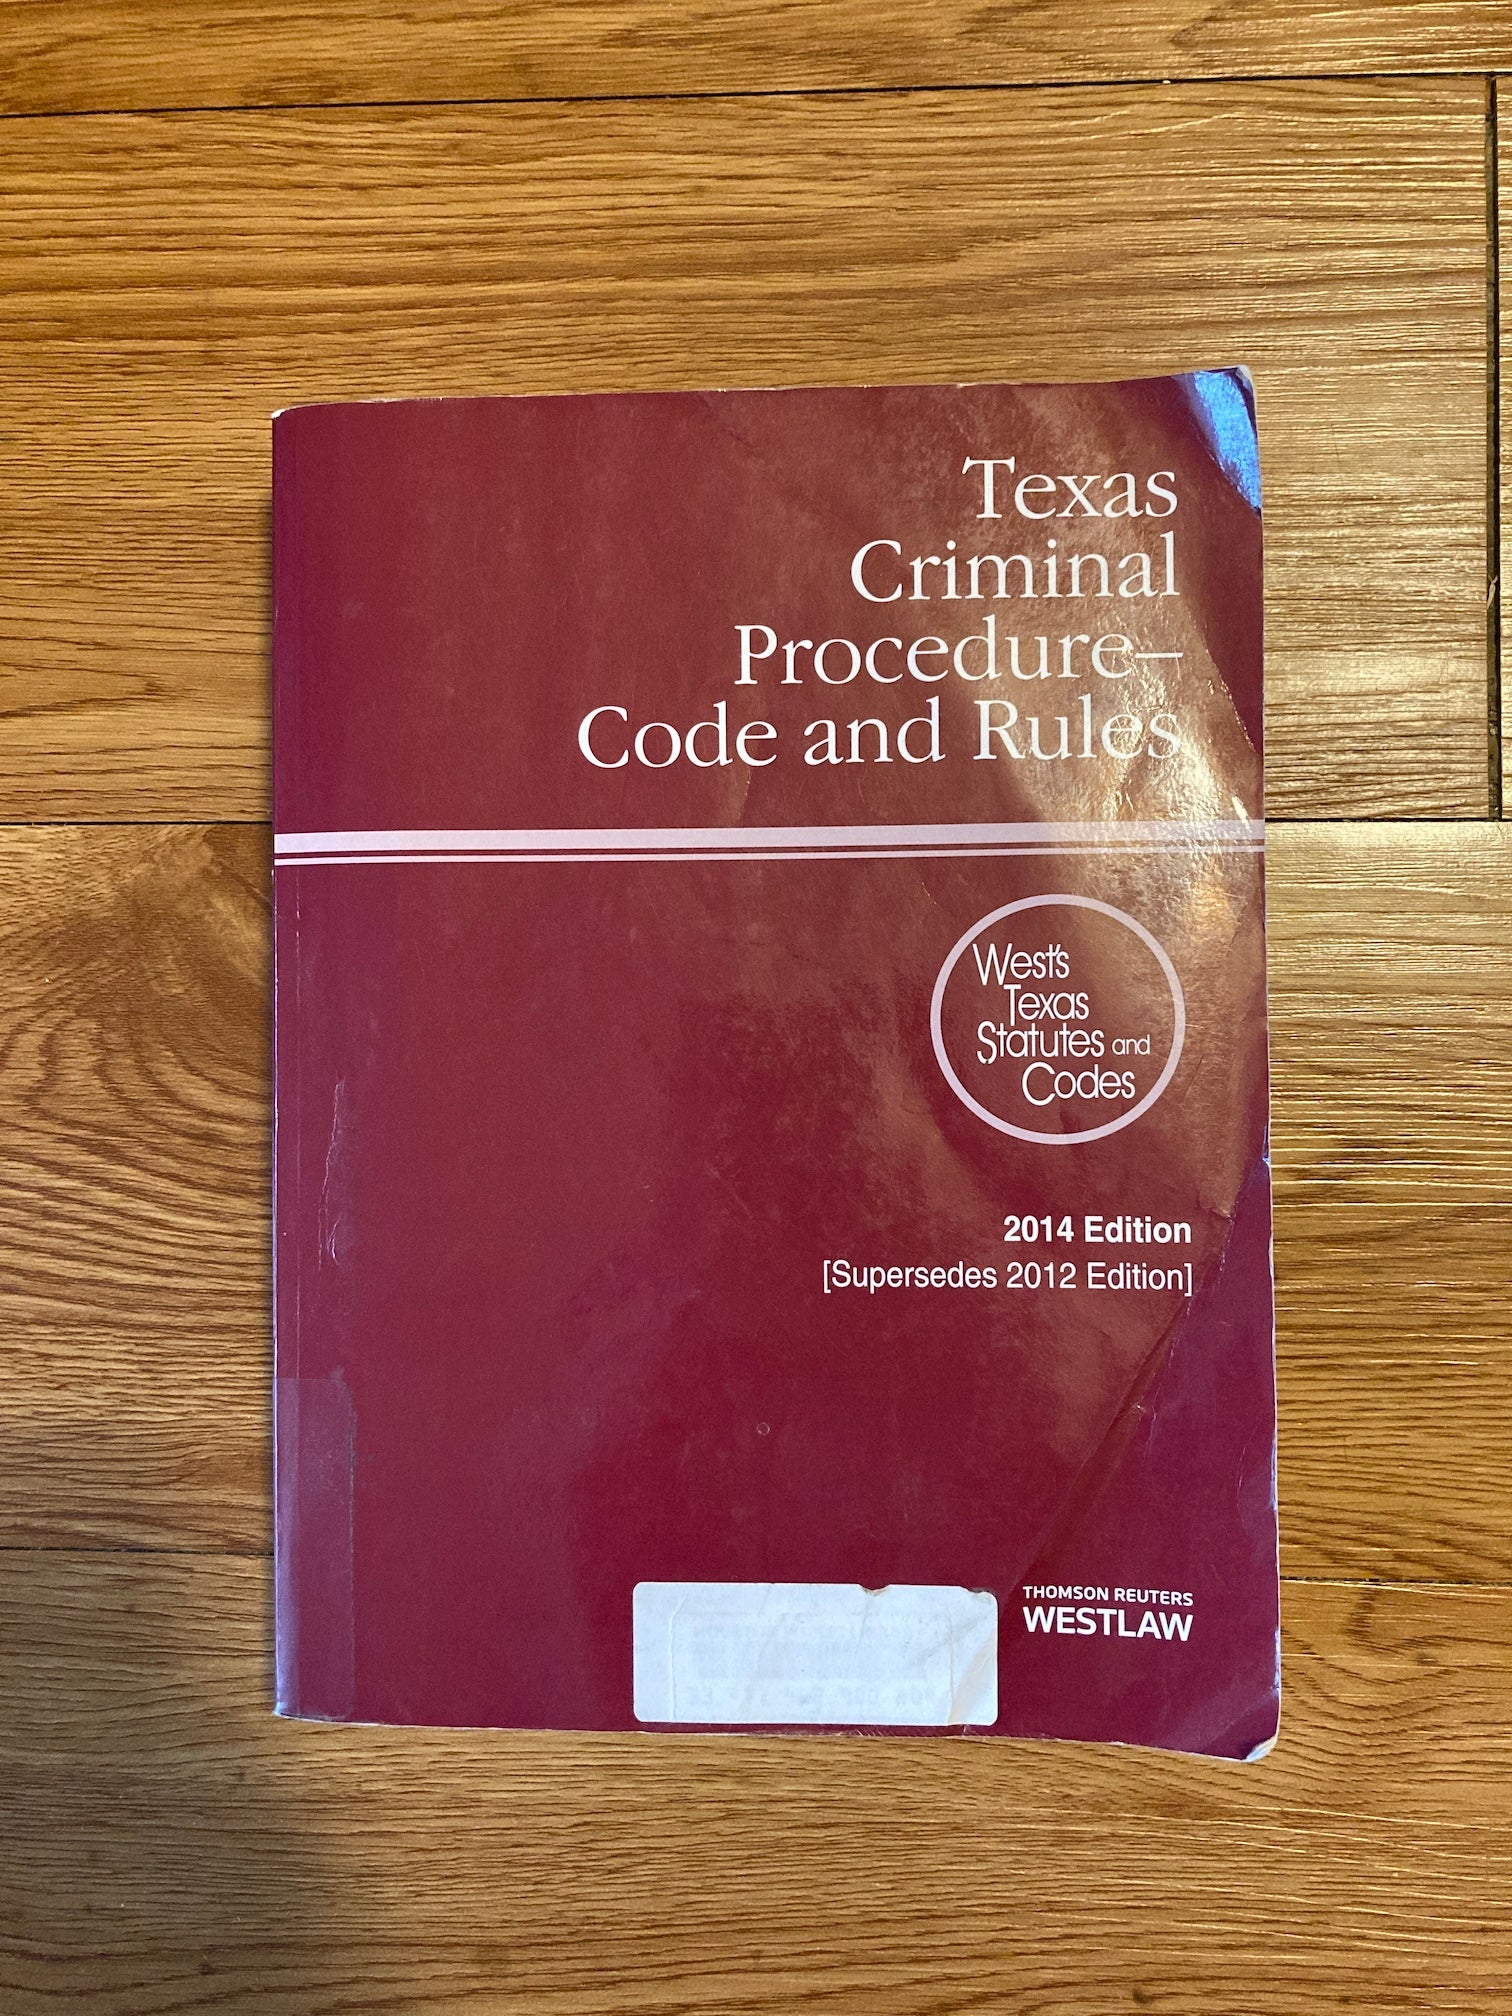 Texas
Criminal
Procedure–
Code and Rules
West's
Texas
Statutes and
Codes
2014 Edition
[Supersedes 2012 Edition]
THOMSON REUTERS
WESTLAW